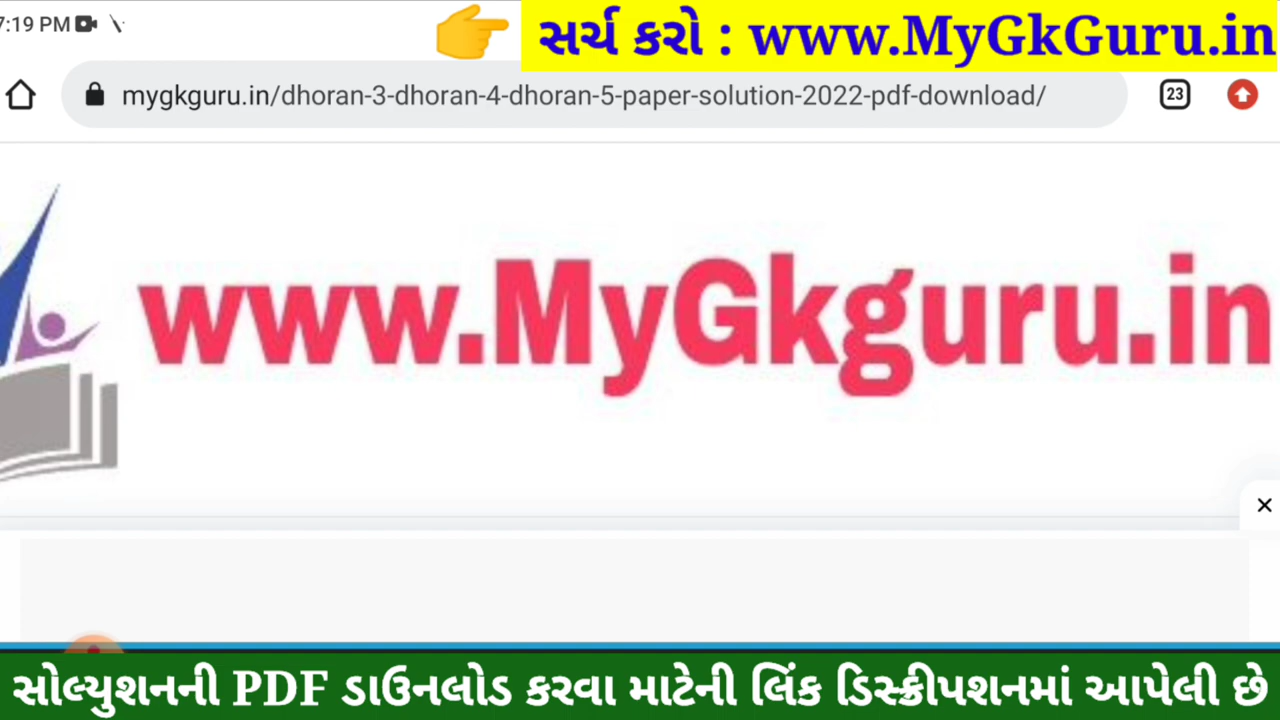 7:19 PM
સર્ચ કરો : www.MyGkGuru.in
mygkguru.in/dhoran-3-dhoran-4-dhoran-5-paper-solution-2022-pdf-download/
23
www.MyGkguru.in
સોલ્યુશનની PDF ડાઉનલોડ કરવા માટેની લિંક ડિસ્ક્રીપશનમાં આપેલી છે